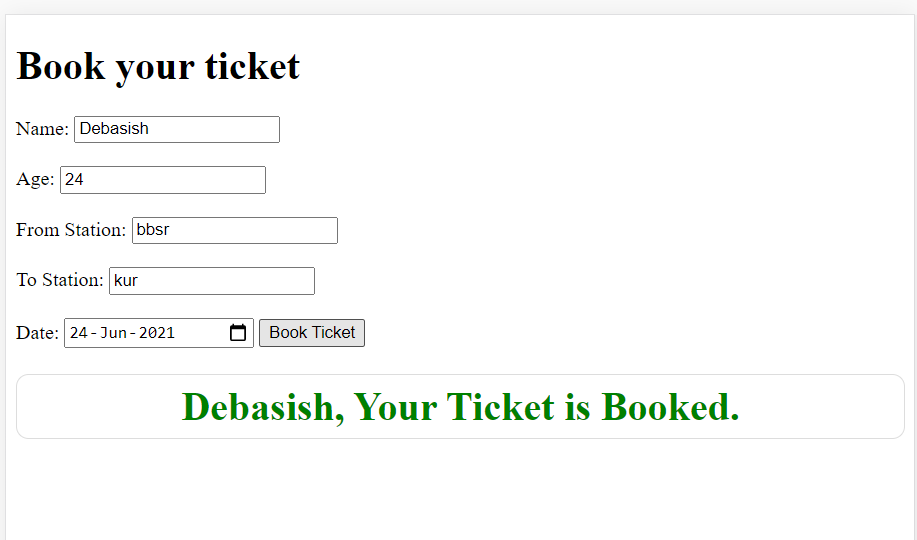 Book your ticket
Name: Debasish
Age: 24
From Station: bbsr
To Station: kur
Date: 24-Jun-2021 Book Ticket
Debasish, Your Ticket is Booked.